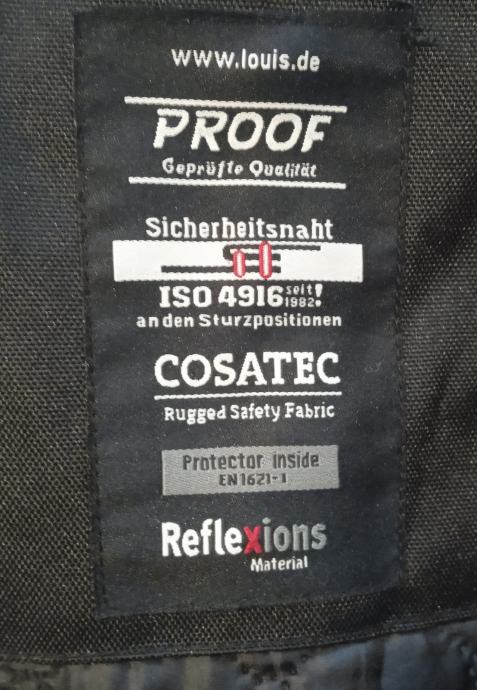 www.louis.de
PROOF
Geprüfte Qualität
Sicherheitsnaht
ISO 4916 seit 1982!
an den Sturzpositionen
COSATEC
Rugged Safety Fabric
Protector inside
EN1621-1
Reflexions
Material